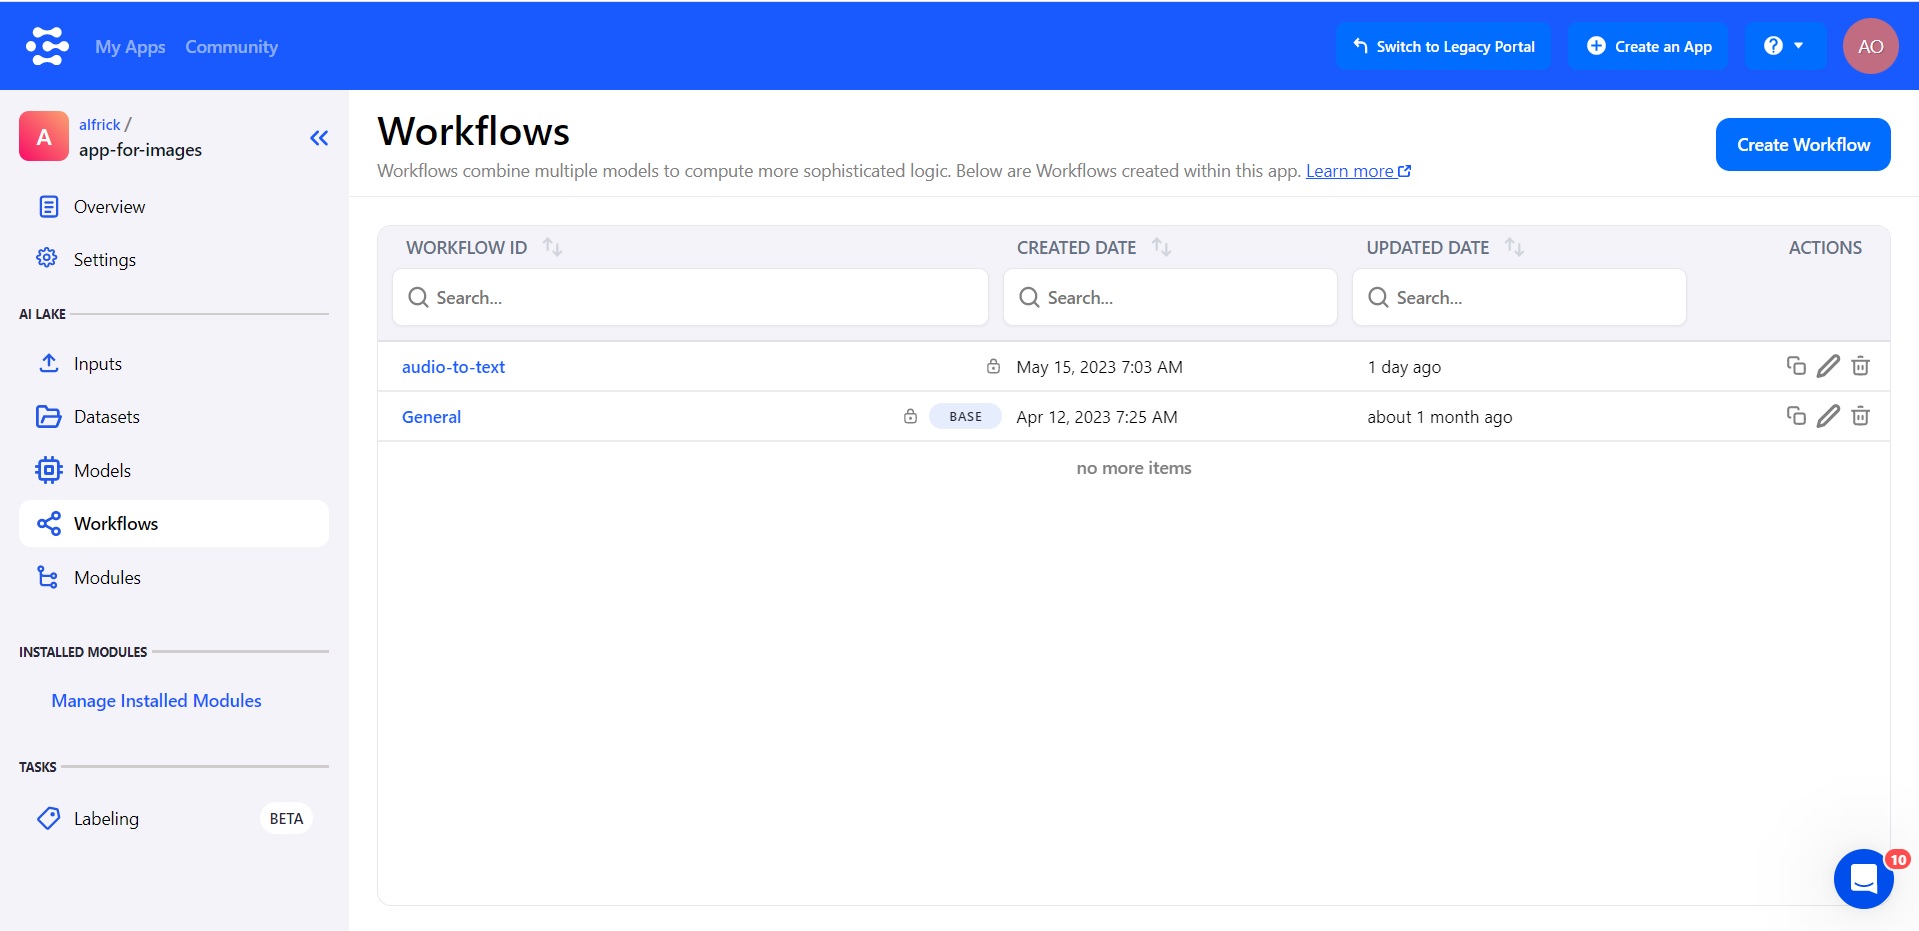 My Apps Community Switch to Legacy Portal Create an App ? AO
A alfrick /
app-for-images
Overview
Settings
AI LAKE
Inputs
Datasets
Models
Workflows
Modules
INSTALLED MODULES
Manage Installed Modules
TASKS
Labeling BETA
Workflows
Workflows combine multiple models to compute more sophisticated logic. Below are Workflows created within this app. Learn more
Create Workflow
WORKFLOW ID CREATED DATE UPDATED DATE ACTIONS
Search... Search... Search...
audio-to-text May 15, 2023 7:03 AM 1 day ago
General BASE Apr 12, 2023 7:25 AM about 1 month ago
no more items
10